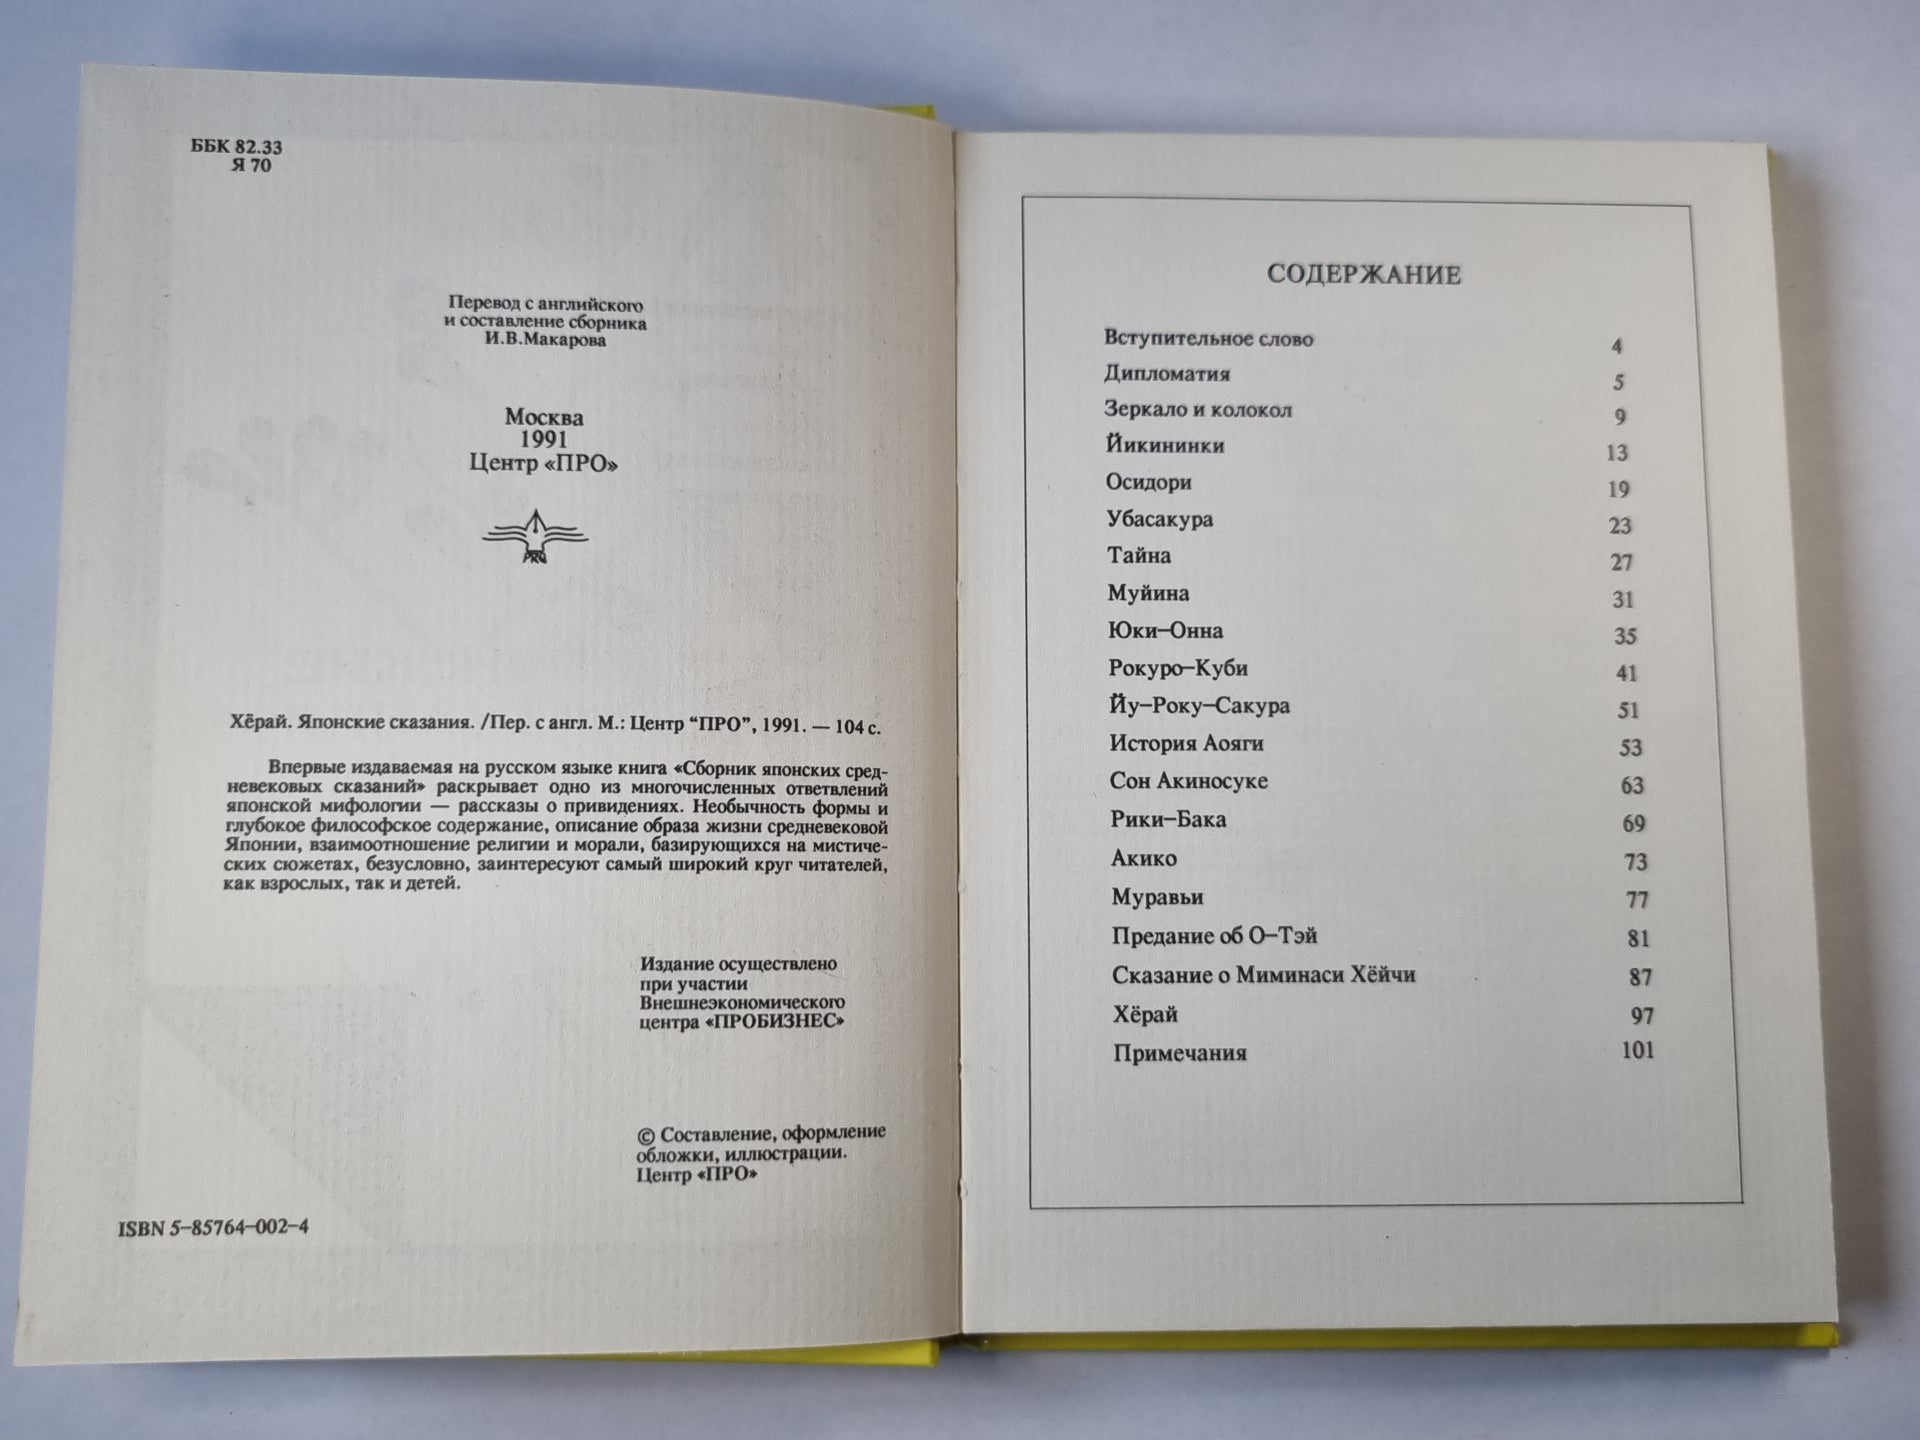 ББК 82.33
Я 70
Перевод с английского
и составление сборника
И.В.Макарова
Москва
1991
Центр «ПРО»
PRO
Хёрай. Японские сказания. /Пер. с англ. М.: Центр "ПРО", 1991. — 104 с.
Впервые издаваемая на русском языке книга «Сборник японских сред-
невековых сказаний» раскрывает одно из многочисленных ответвлений
японской мифологии — рассказы о привидениях. Необычность формы и
глубокое философское содержание, описание образа жизни средневековой
Японии, взаимоотношение религии и морали, базирующихся на мистиче-
ских сюжетах, безусловно, заинтересуют самый широкий круг читателей,
как взрослых, так и детей.
Издание осуществлено
при участии
Внешнеэкономического
центра «ПРОБИЗНЕС»
© Составление, оформление
обложки, иллюстрации.
Центр «ПРО»
ISBN 5-85764-002-4
СОДЕРЖАНИЕ
Вступительное слово 4
Дипломатия 5
Зеркало и колокол 9
Йикининки 13
Осидори 19
Убасакура 23
Тайна 27
Муйина 31
Юки-Онна 35
Рокуро-Куби 41
Йу-Року-Сакура 51
История Аояги 53
Сон Акиносуке 63
Рики-Бака 69
Акико 73
Муравьи 77
Предание об О-Тэй 81
Сказание о Миминаси Хёйчи 87
Хёрай 97
Примечания 101